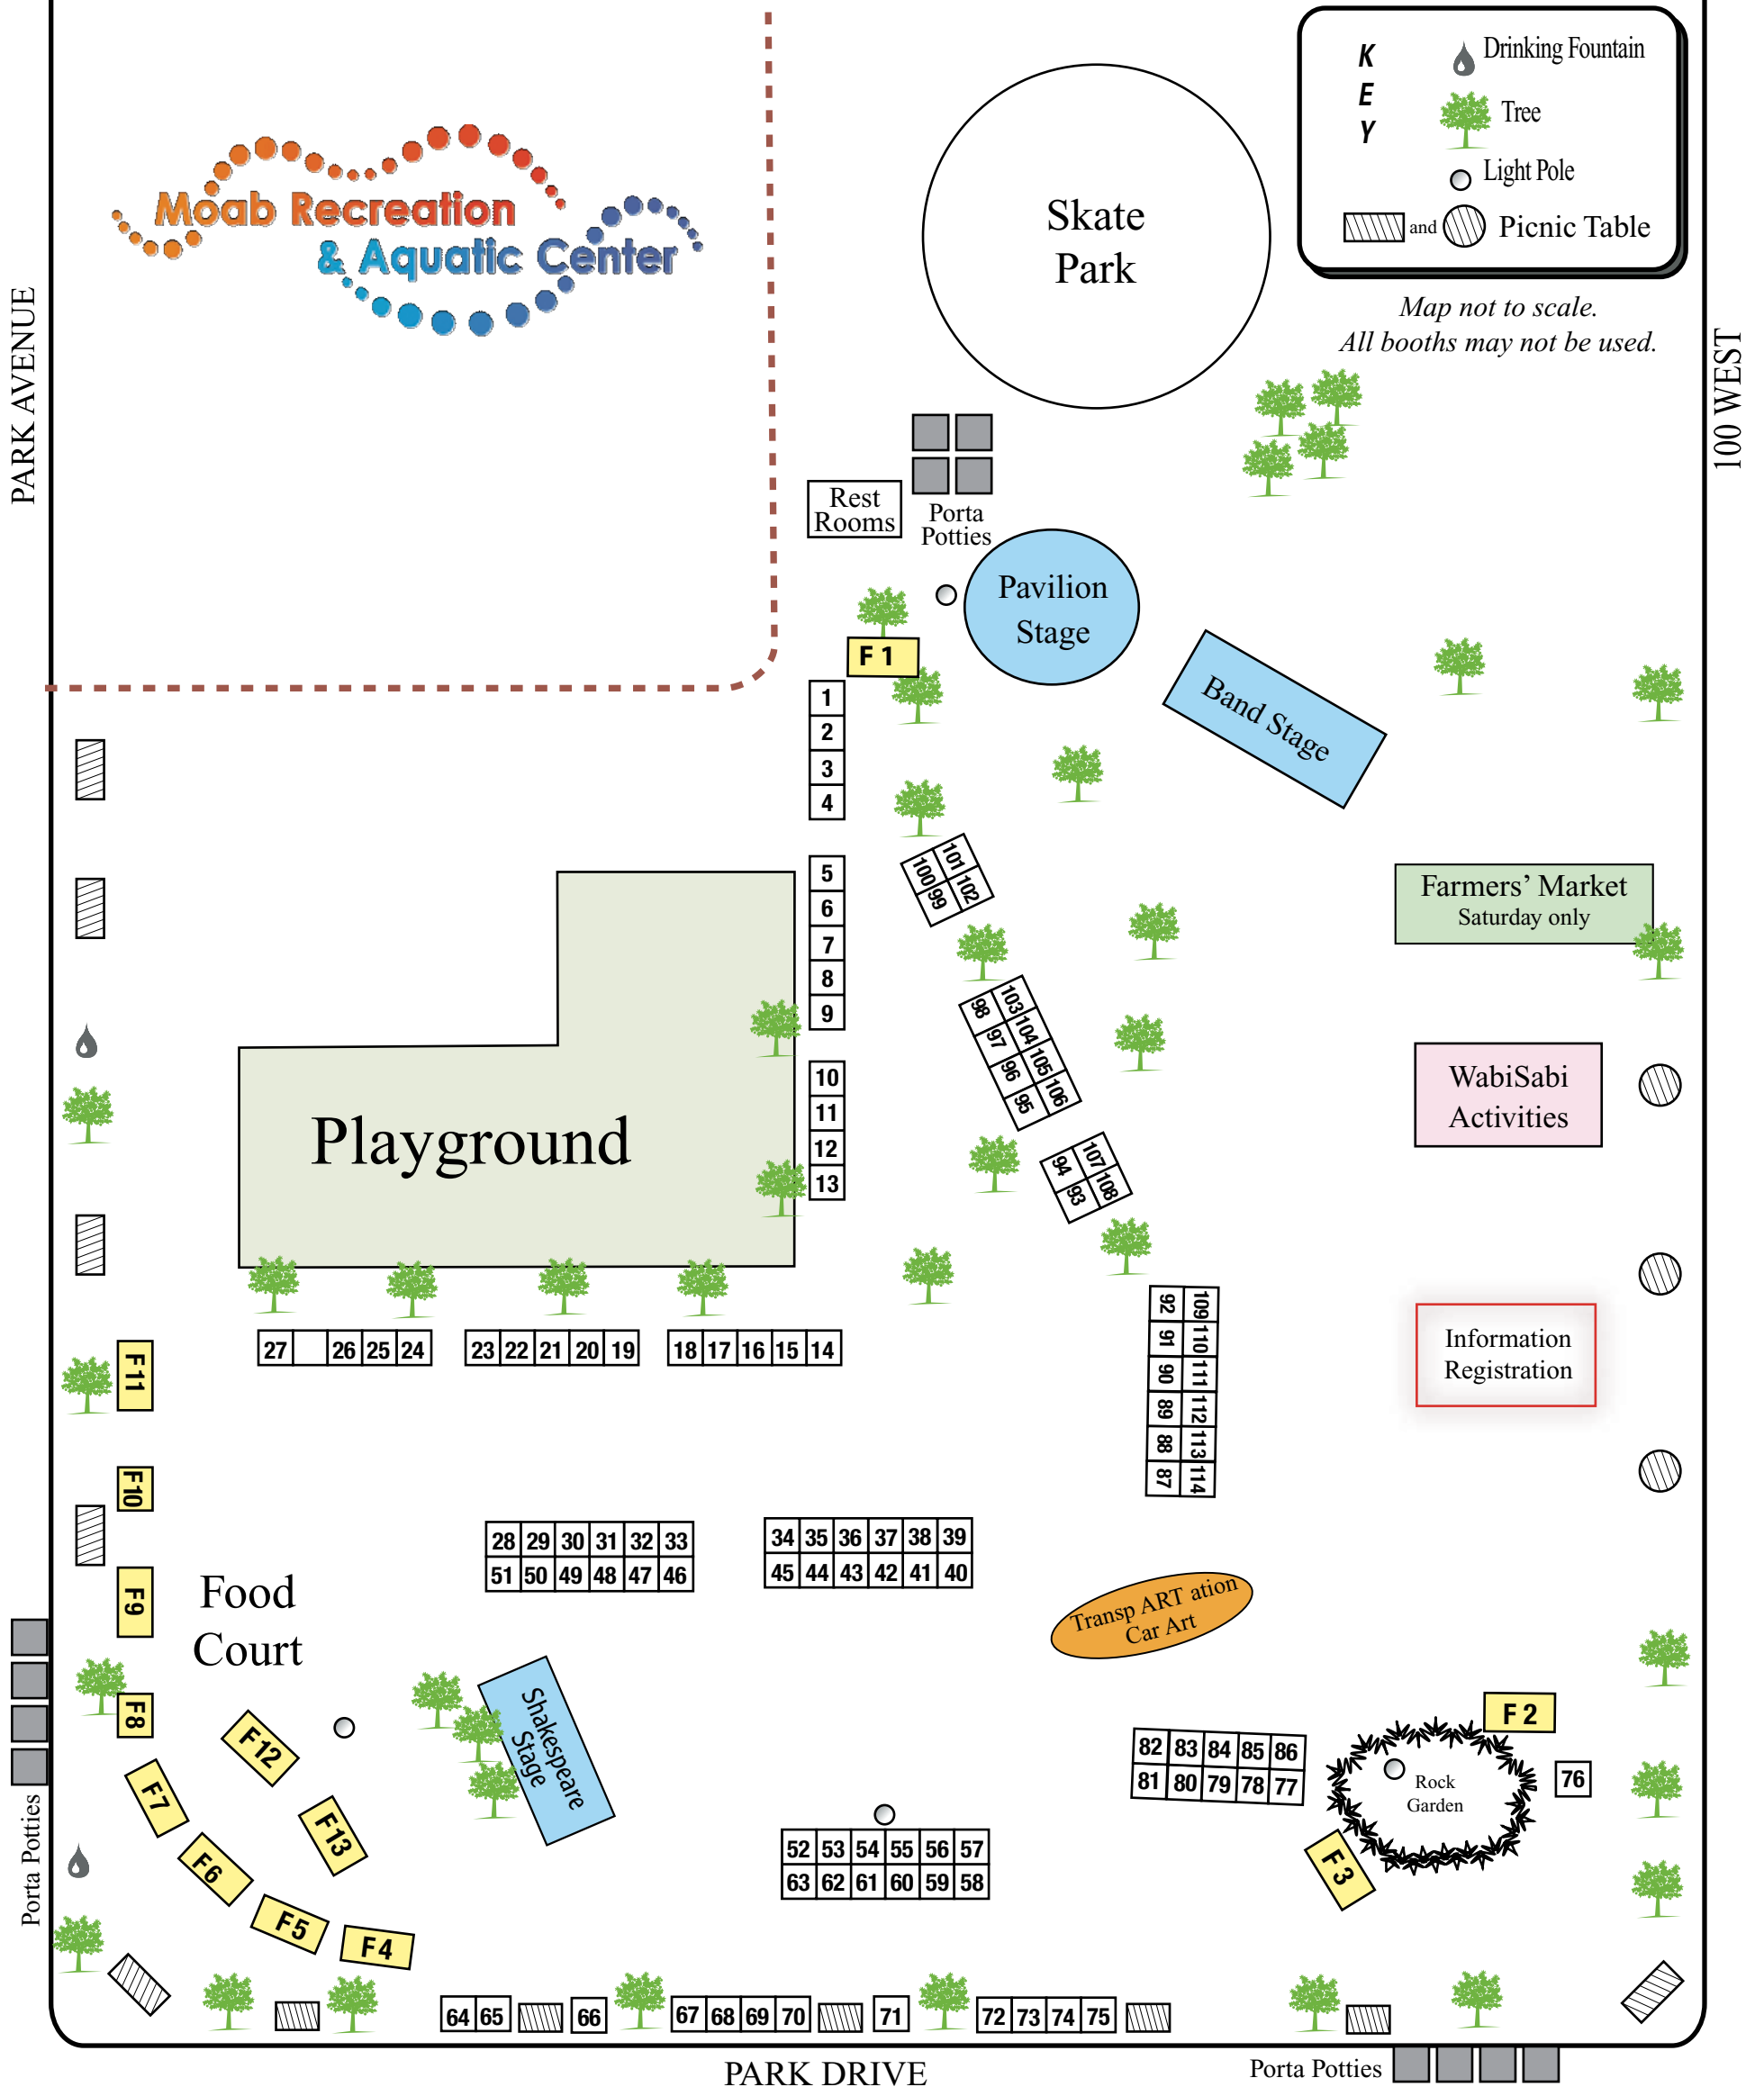 K
E
Y
Drinking Fountain
Tree
Light Pole
and
Picnic Table
Map not to scale.
All booths may not be used.
PARK AVENUE
100 WEST
Moab Recreation
& Aquatic Center
Skate
Park
Rest
Rooms
Porta
Potties
Pavilion
Stage
Band Stage
F 1
1
2
3
4
5
6
7
8
9
10
11
12
13
101
100
102
99
103
98
104
97
105
96
106
95
107
94
108
93
Farmers’ Market
Saturday only
WabiSabi
Activities
Information
Registration
Playground
27 26 25 24
23 22 21 20 19
18 17 16 15 14
92 109
91 110
90 111
89 112
88 113
87 114
F11
F10
F9
F8
F7
F6
F5
F4
F12
F13
Food
Court
28 29 30 31 32 33
51 50 49 48 47 46
34 35 36 37 38 39
45 44 43 42 41 40
Transp ART ation
Car Art
Shakespeare
Stage
82 83 84 85 86
81 80 79 78 77
F 2
Rock
Garden
76
F 3
52 53 54 55 56 57
63 62 61 60 59 58
Porta Potties
64 65
66
67 68 69 70
71
72 73 74 75
PARK DRIVE
Porta Potties